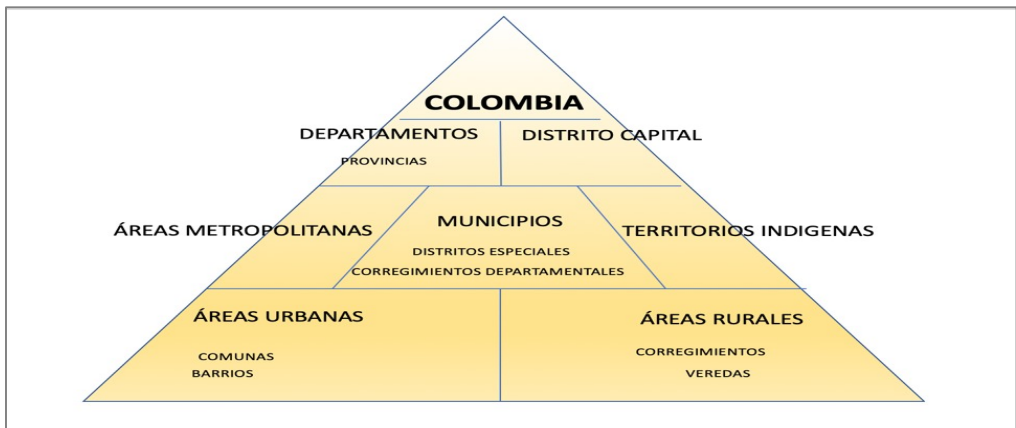 COLOMBIA
DEPARTAMENTOS
DISTRITO CAPITAL
PROVINCIAS
ÁREAS METROPOLITANAS
MUNICIPIOS
TERRITORIOS INDIGENAS
DISTRITOS ESPECIALES
CORREGIMIENTOS DEPARTAMENTALES
ÁREAS URBANAS
ÁREAS RURALES
COMUNAS
CORREGIMIENTOS
BARRIOS
VEREDAS